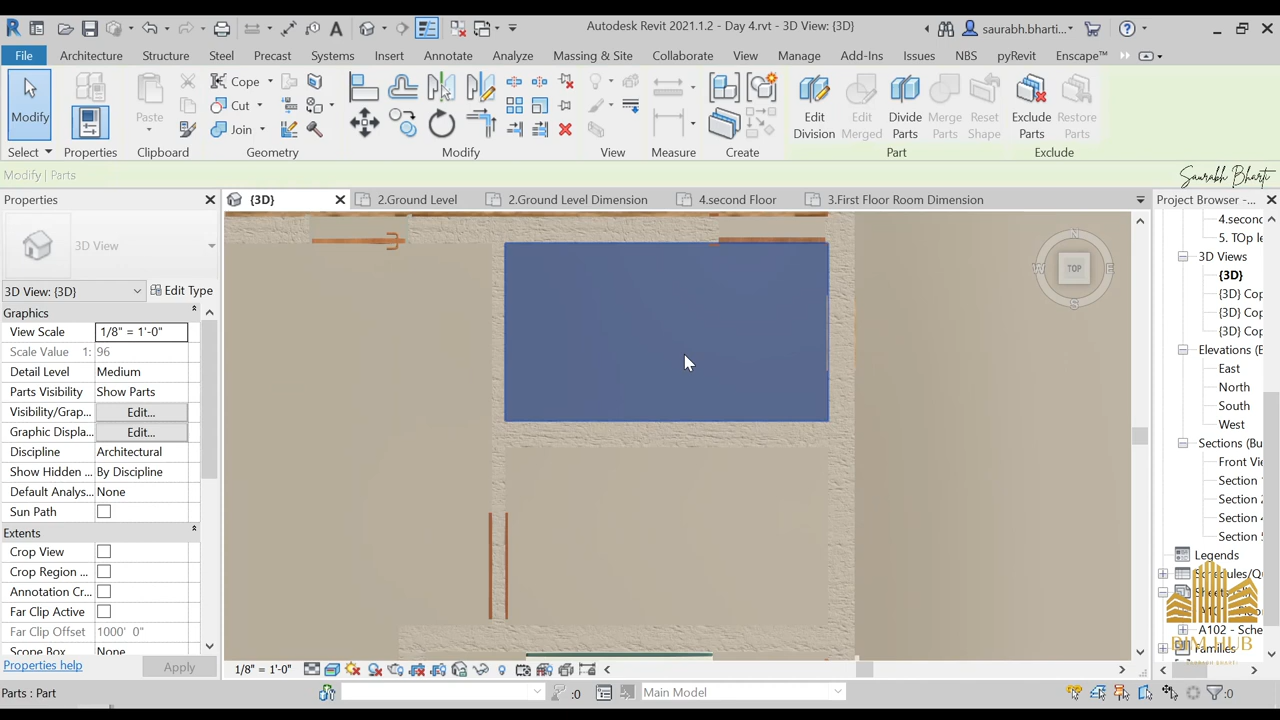 Autodesk Revit 2021.1.2 - Day 4.rvt - 3D View: {3D}
saurabh.bharti...
File Architecture Structure Steel Precast Systems Insert Annotate Analyze Massing & Site Collaborate View Manage Add-Ins Issues NBS pyRevit Enscape™
Modify
Paste
Cope
Cut
Join
Edit Division
Edit Merged
Divide Parts
Merge Parts
Reset Shape
Exclude Parts
Restore Parts
Select Properties Clipboard Geometry Modify View Measure Create Part Exclude
Modify | Parts
Saurabh Bharti
Properties
{3D} 2.Ground Level 2.Ground Level Dimension 4.second Floor 3.First Floor Room Dimension
Project Browser -
3D View
3D View: {3D} Edit Type
Graphics
View Scale 1/8" = 1'-0"
Scale Value 1: 96
Detail Level Medium
Parts Visibility Show Parts
Visibility/Grap... Edit...
Graphic Displa... Edit...
Discipline Architectural
Show Hidden ... By Discipline
Default Analys... None
Sun Path
Extents
Crop View
Crop Region ...
Annotation Cr...
Far Clip Active
Far Clip Offset 1000' 0"
Scope Box None
Properties help Apply
N
W TOP E
S
4.second
5. TOp le
3D Views
{3D}
{3D} Cop
{3D} Cop
{3D} Cop
Elevations (E
East
North
South
West
Sections (Bu
Front Vie
Section
Section 2
Section 4
Section 5
Legends
Schedules/Qu
Sheets
A102 - Sche
Families
BIM HUB
1/8" = 1'-0"
Parts : Part
:0
Main Model
:0